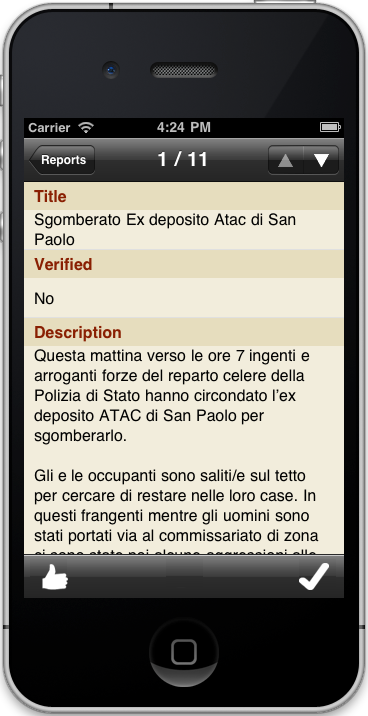 Carrier 4:24 PM
Reports 1 / 11
Title
Sgomberato Ex deposito Atac di San
Paolo
Verified
No
Description
Questa mattina verso le ore 7 ingenti e
arroganti forze del reparto celere della
Polizia di Stato hanno circondato l'ex
deposito ATAC di San Paolo per
sgomberarlo.
Gli e le occupanti sono saliti/e sul tetto
per cercare di restare nelle loro case. In
questi frangenti mentre gli uomini sono
stati portati via al commissariato di zona